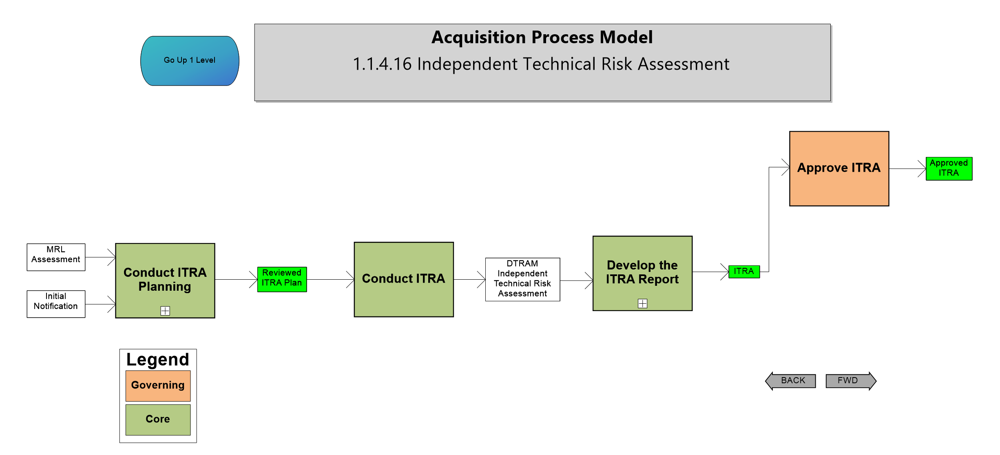 Go Up 1 Level
Acquisition Process Model
1.1.4.16 Independent Technical Risk Assessment
Approve ITRA
Approved
ITRA
MRL
Assessment
Initial
Notification
Conduct ITRA
Planning
Reviewed
ITRA Plan
Conduct ITRA
DTRAM
Independent
Technical Risk
Assessment
Develop the
ITRA Report
ITRA
Legend
Governing
Core
BACK
FWD